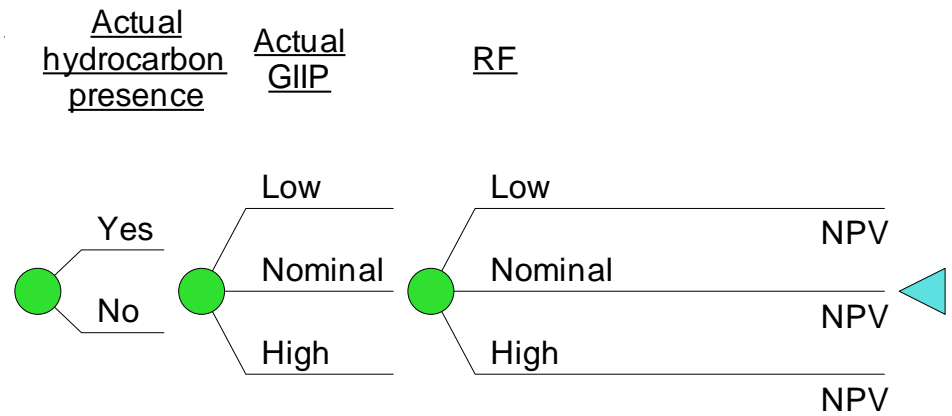 Actual
hydrocarbon
presence
Actual
GIIP
RF
Yes
No
Low
Nominal
High
Low
NPV
Nominal
NPV
High
NPV